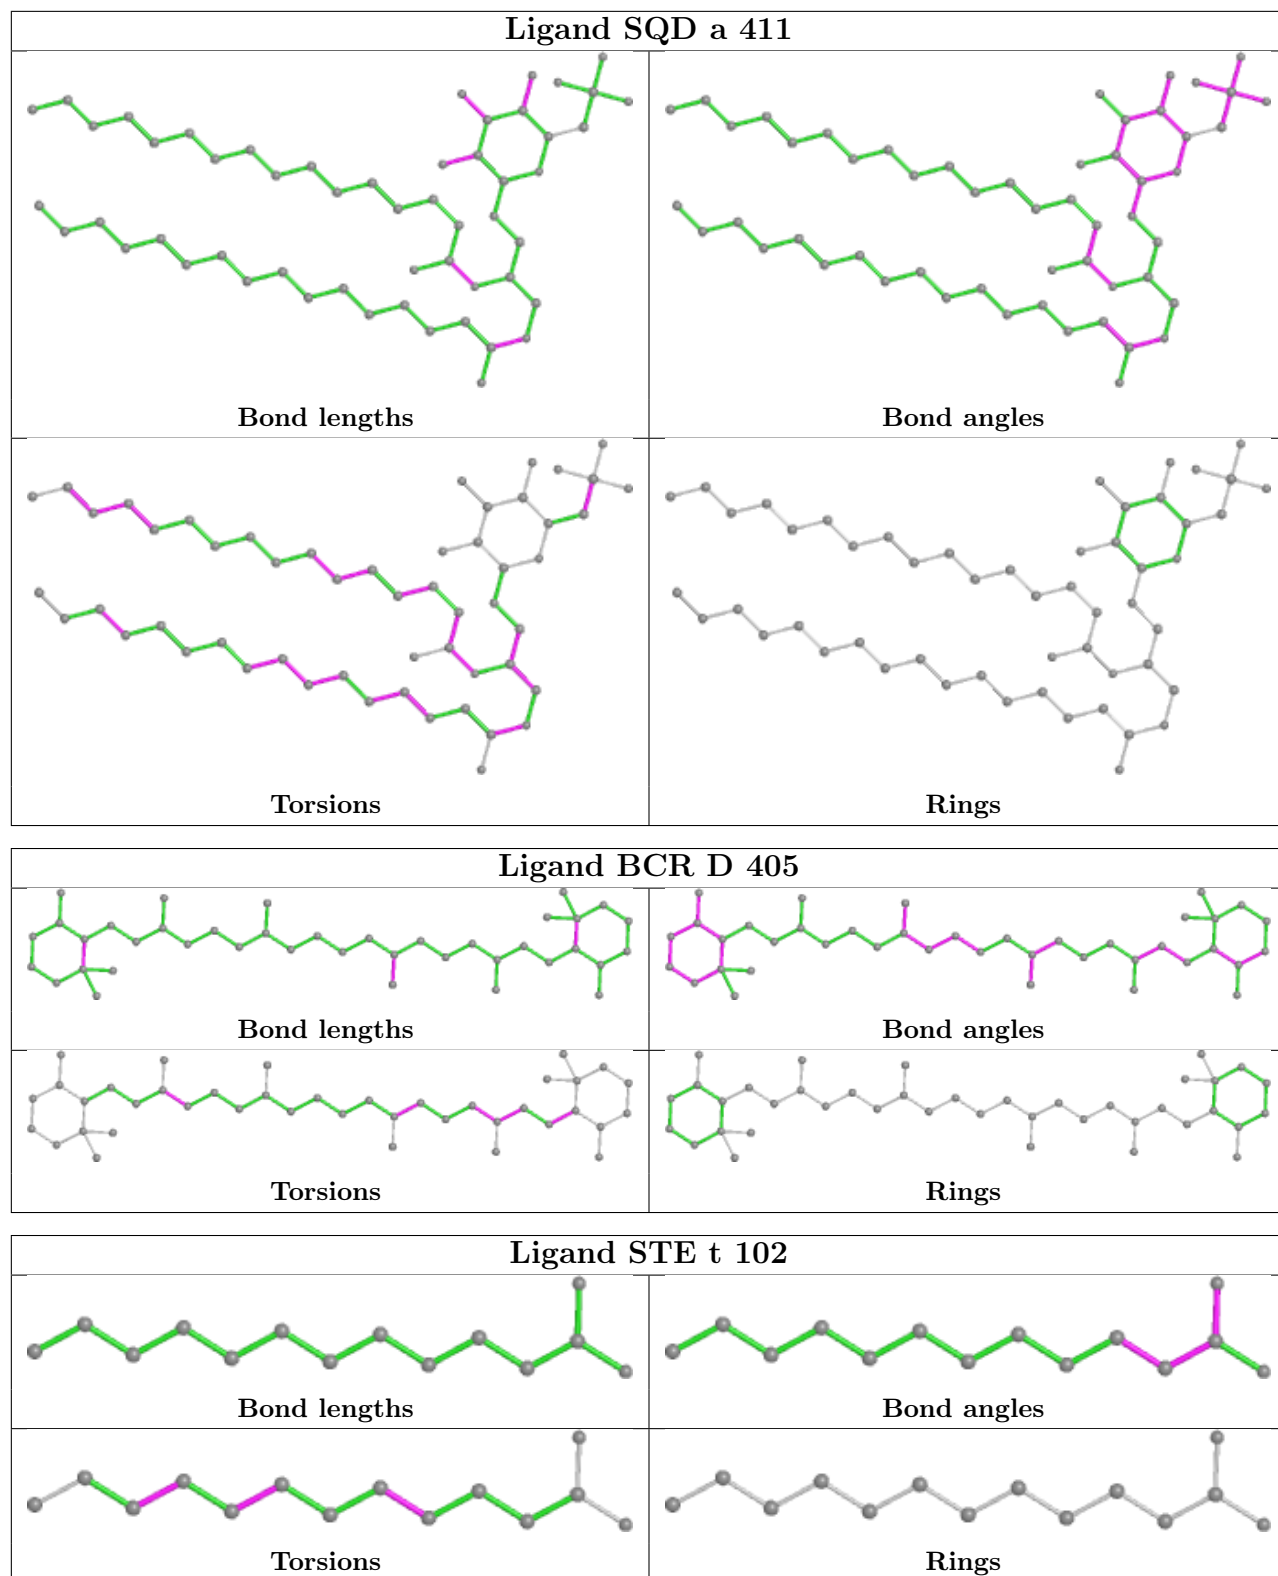 Ligand SQD a 411
Bond lengths
Bond angles
Torsions
Rings
Ligand BCR D 405
Bond lengths
Bond angles
Torsions
Rings
Ligand STE t 102
Bond lengths
Bond angles
Torsions
Rings